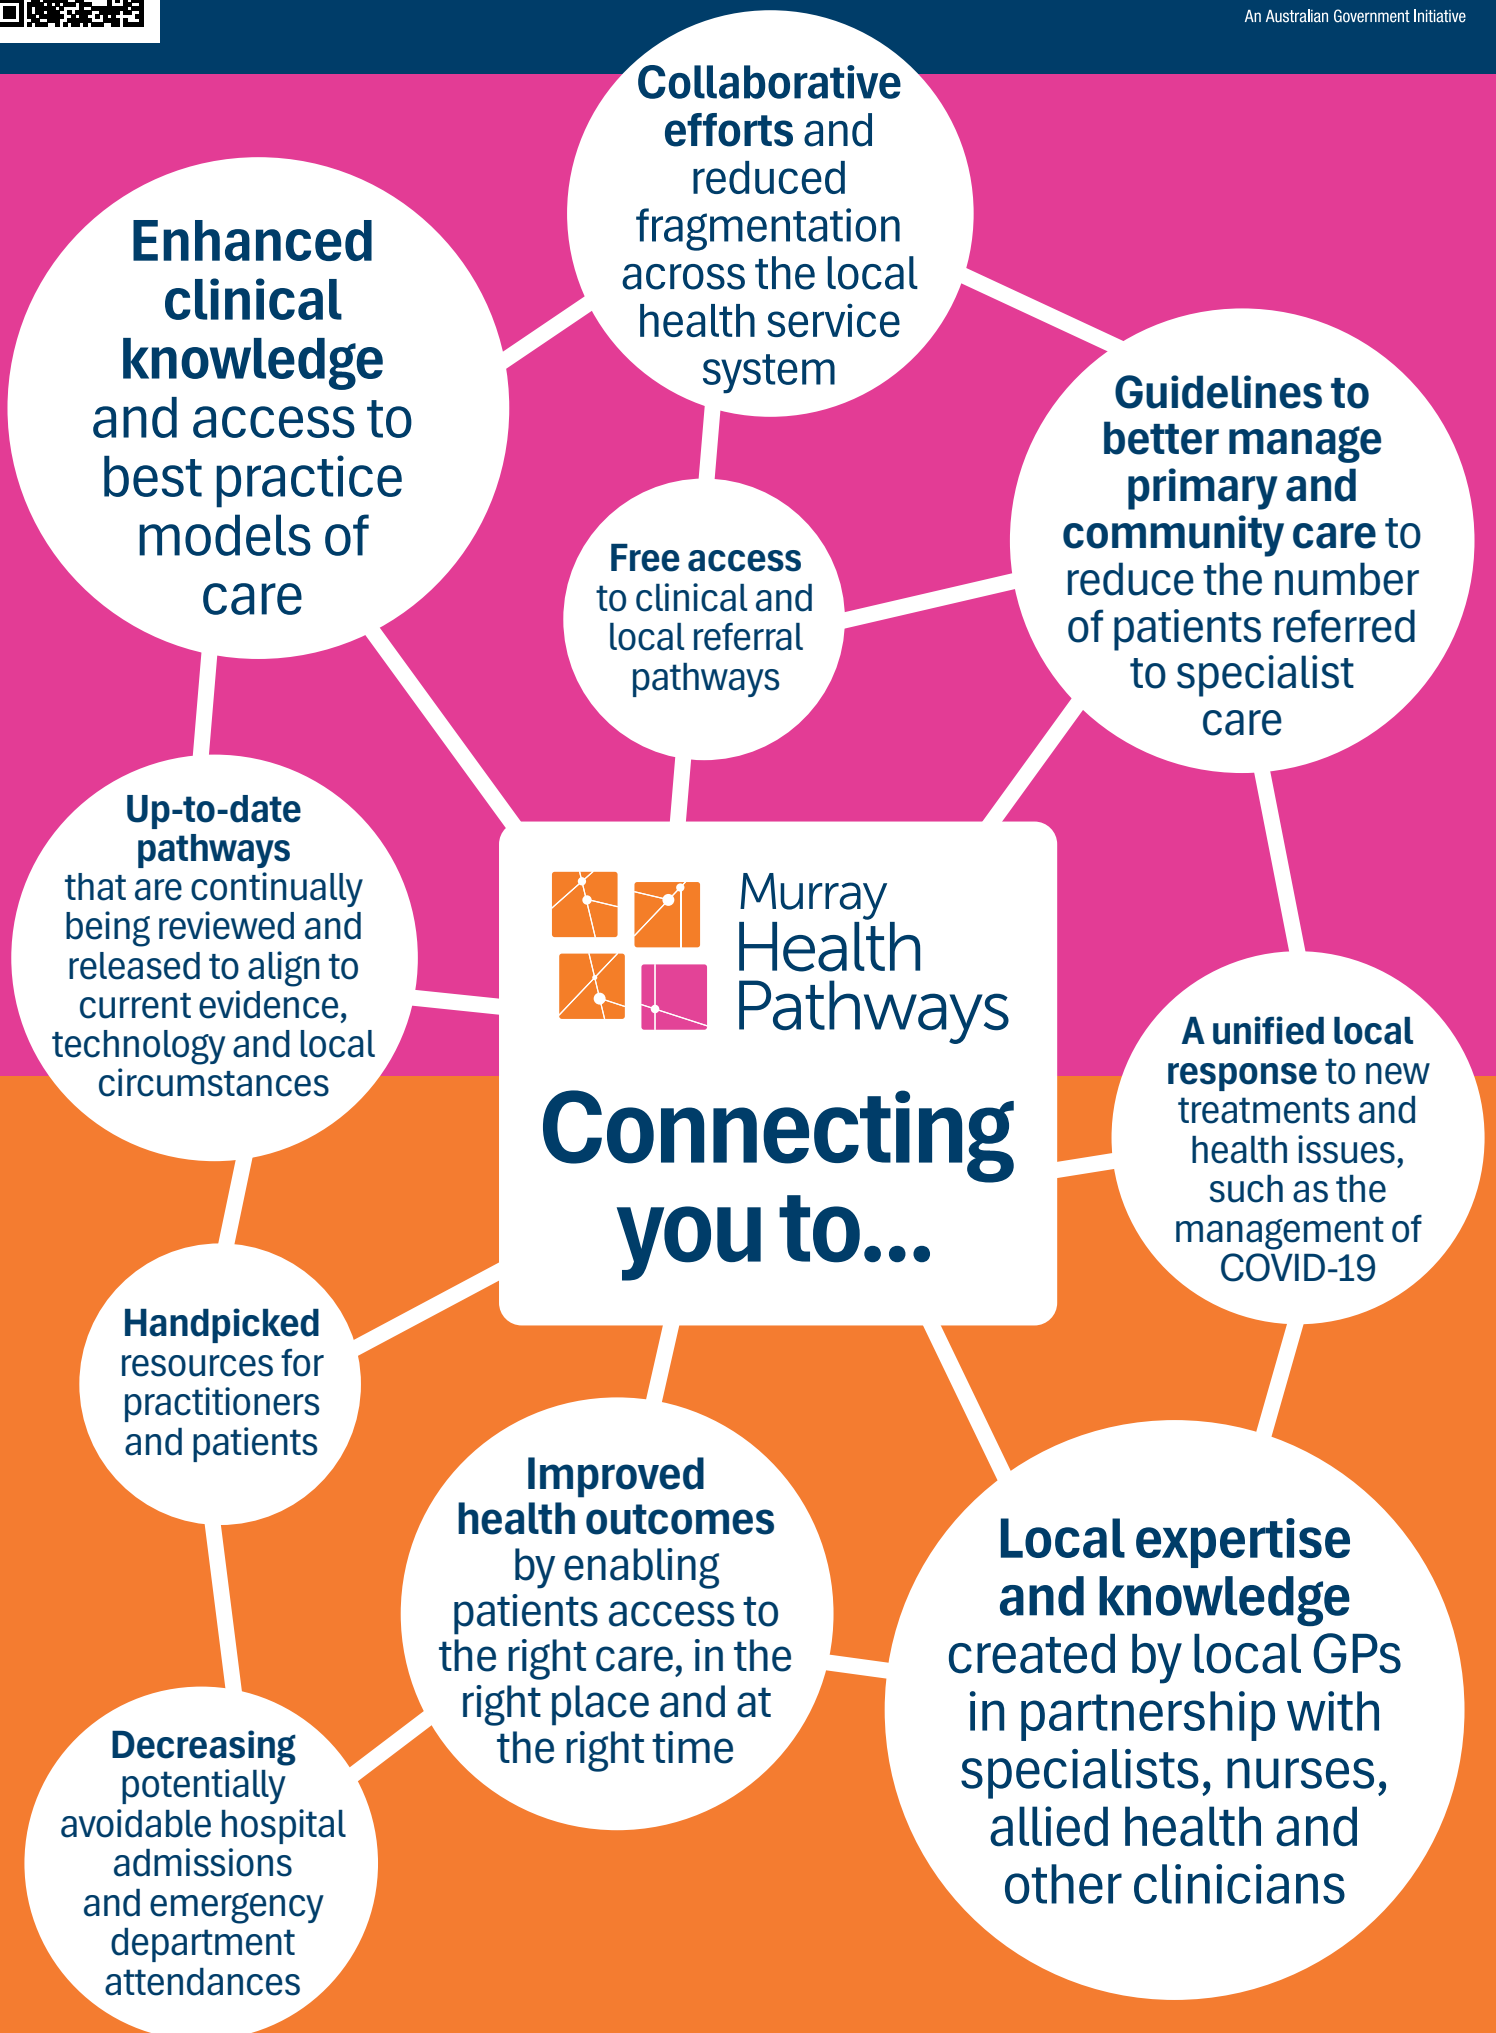 An Australian Government Initiative
Collaborative
efforts and
reduced
fragmentation
across the local
health service
system
Enhanced
clinical
knowledge
and access to
best practice
models of
care
Guidelines to
better manage
primary and
community care to
reduce the number
of patients referred
to specialist
care
Free access
to clinical and
local referral
pathways
Up-to-date
pathways
that are continually
being reviewed and
released to align to
current evidence,
technology and local
circumstances
Murray
Health
Pathways
Connecting
you to...
A unified local
response to new
treatments and
health issues,
such as the
management of
COVID-19
Handpicked
resources for
practitioners
and patients
Improved
health outcomes
by enabling
patients access to
the right care, in the
right place and at
the right time
Local expertise
and knowledge
created by local GPs
in partnership with
specialists, nurses,
allied health and
other clinicians
Decreasing
potentially
avoidable hospital
admissions
and emergency
department
attendances